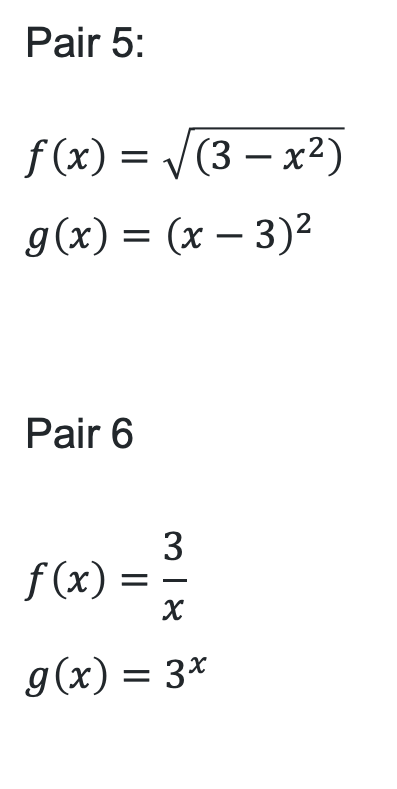 Pair 5:
f(x) = √(3 − x²)
g(x) = (x − 3)²
Pair 6
f(x) = 3/x
g(x) = 3ˣ